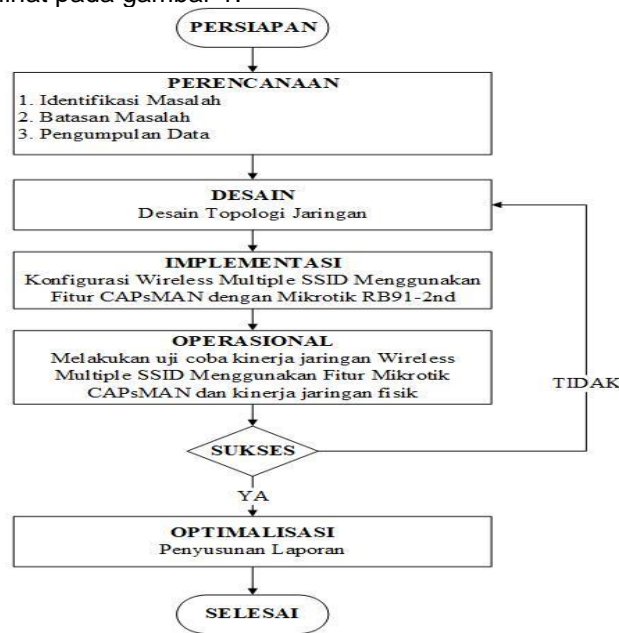 PERSIAPAN
PERENCANAAN
1. Identifikasi Masalah
2. Batasan Masalah
3. Pengumpulan Data
DESAIN
Desain Topologi Jaringan
IMPLEMENTASI
Konfigurasi Wireless Multiple SSID Menggunakan
Fitur CAPsMAN dengan Mikrotik RB91-2nd
OPERASIONAL
Melakukan uji coba kinerja jaringan Wireless
Multiple SSID Menggunakan Fitur Mikrotik
CAPsMAN dan kinerja jaringan fisik
TIDAK
SUKSES
YA
OPTIMALISASI
Penyusunan Laporan
SELESAI